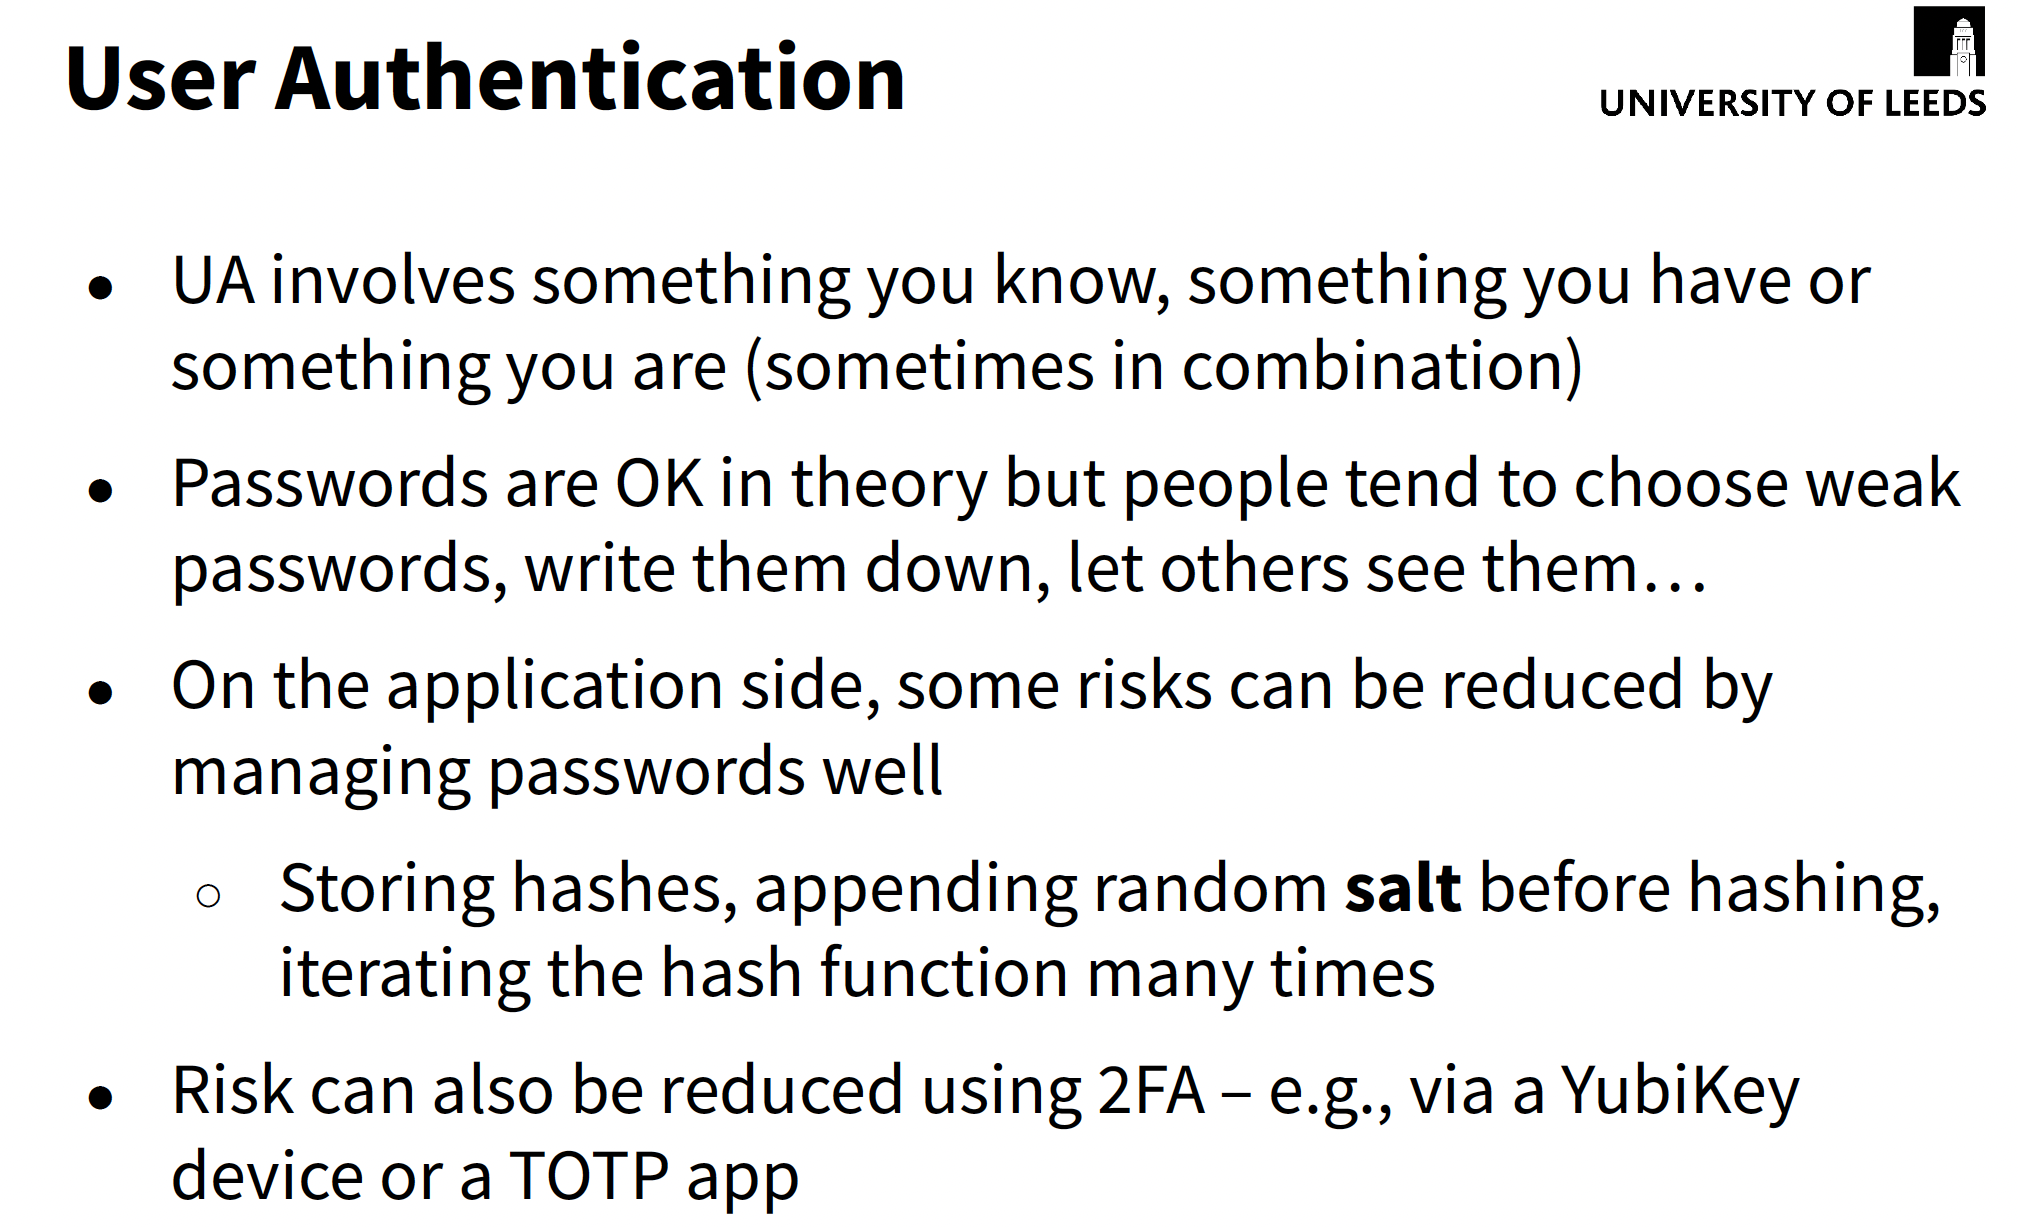 User Authentication
UNIVERSITY OF LEEDS
● UA involves something you know, something you have or
something you are (sometimes in combination)
● Passwords are OK in theory but people tend to choose weak
passwords, write them down, let others see them…
● On the application side, some risks can be reduced by
managing passwords well
○ Storing hashes, appending random salt before hashing,
iterating the hash function many times
● Risk can also be reduced using 2FA – e.g., via a YubiKey
device or a TOTP app